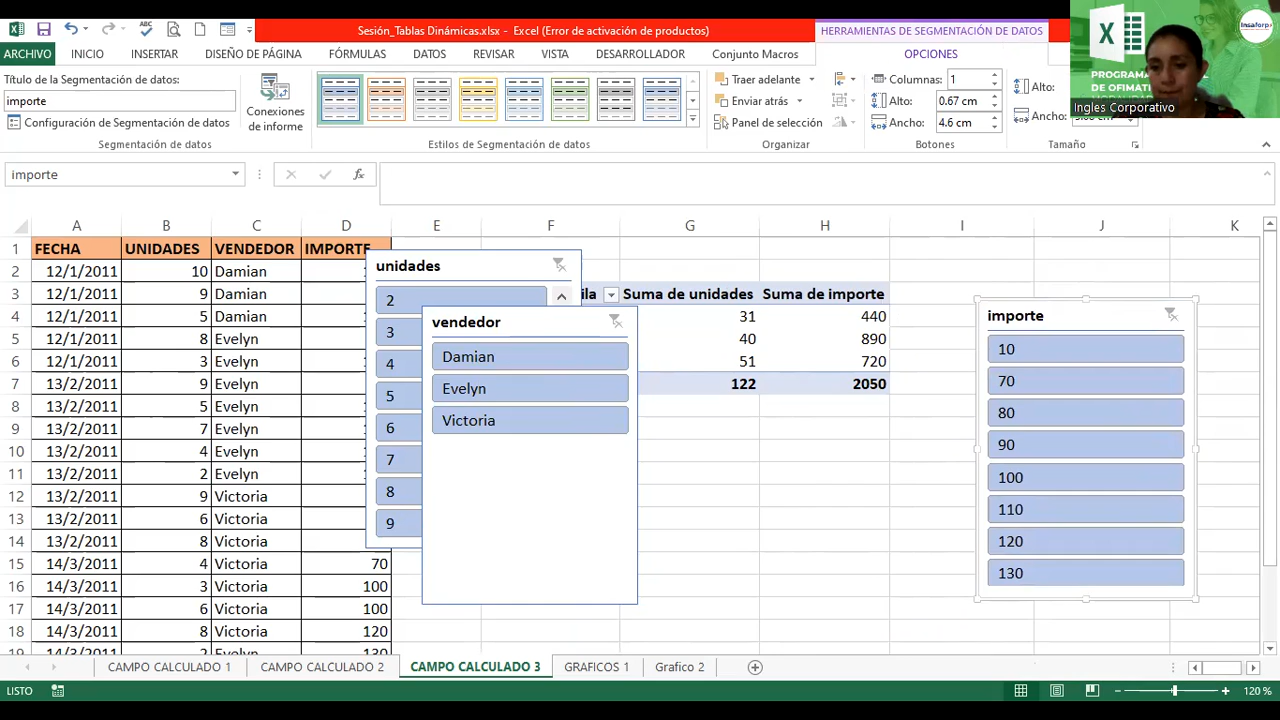 Sesión_Tablas Dinámicas.xlsx - Excel (Error de activación de productos)
HERRAMIENTAS DE SEGMENTACIÓN DE DATOS
ARCHIVO INICIO INSERTAR DISEÑO DE PÁGINA FÓRMULAS DATOS REVISAR VISTA DESARROLLADOR Conjunto Macros OPCIONES
Título de la Segmentación de datos:
importe
Configuración de Segmentación de datos
Segmentación de datos
Conexiones
de informe
Estilos de Segmentación de datos
Traer adelante
Enviar atrás
Panel de selección
Organizar
Columnas: 1
Alto: 0.67 cm
Ancho: 4.6 cm
Botones
Alto:
Ancho:
Tamaño
Insaforp
PROGRAMA
DE OFIMATI
Ingles Corporativo
importe
A B C D E F G H I J K
1 FECHA UNIDADES VENDEDOR IMPORTE
2 12/1/2011 10 Damian
3 12/1/2011 9 Damian
4 12/1/2011 5 Damian
5 12/1/2011 8 Evelyn
6 12/1/2011 3 Evelyn
7 13/2/2011 9 Evelyn
8 13/2/2011 5 Evelyn
9 13/2/2011 7 Evelyn
10 13/2/2011 4 Evelyn
11 13/2/2011 2 Evelyn
12 13/2/2011 9 Victoria
13 13/2/2011 6 Victoria
14 13/2/2011 8 Victoria
15 14/3/2011 4 Victoria 70
16 14/3/2011 3 Victoria 100
17 14/3/2011 6 Victoria 100
18 14/3/2011 8 Victoria 120
19 14/3/2011 2 Evelyn 130
unidades
2
3
4
5
6
7
8
9
vendedor
Damian
Evelyn
Victoria
ila Suma de unidades Suma de importe
31 440
40 890
51 720
122 2050
importe
10
70
80
90
100
110
120
130
CAMPO CALCULADO 1 CAMPO CALCULADO 2 CAMPO CALCULADO 3 GRAFICOS 1 Grafico 2
LISTO
120 %